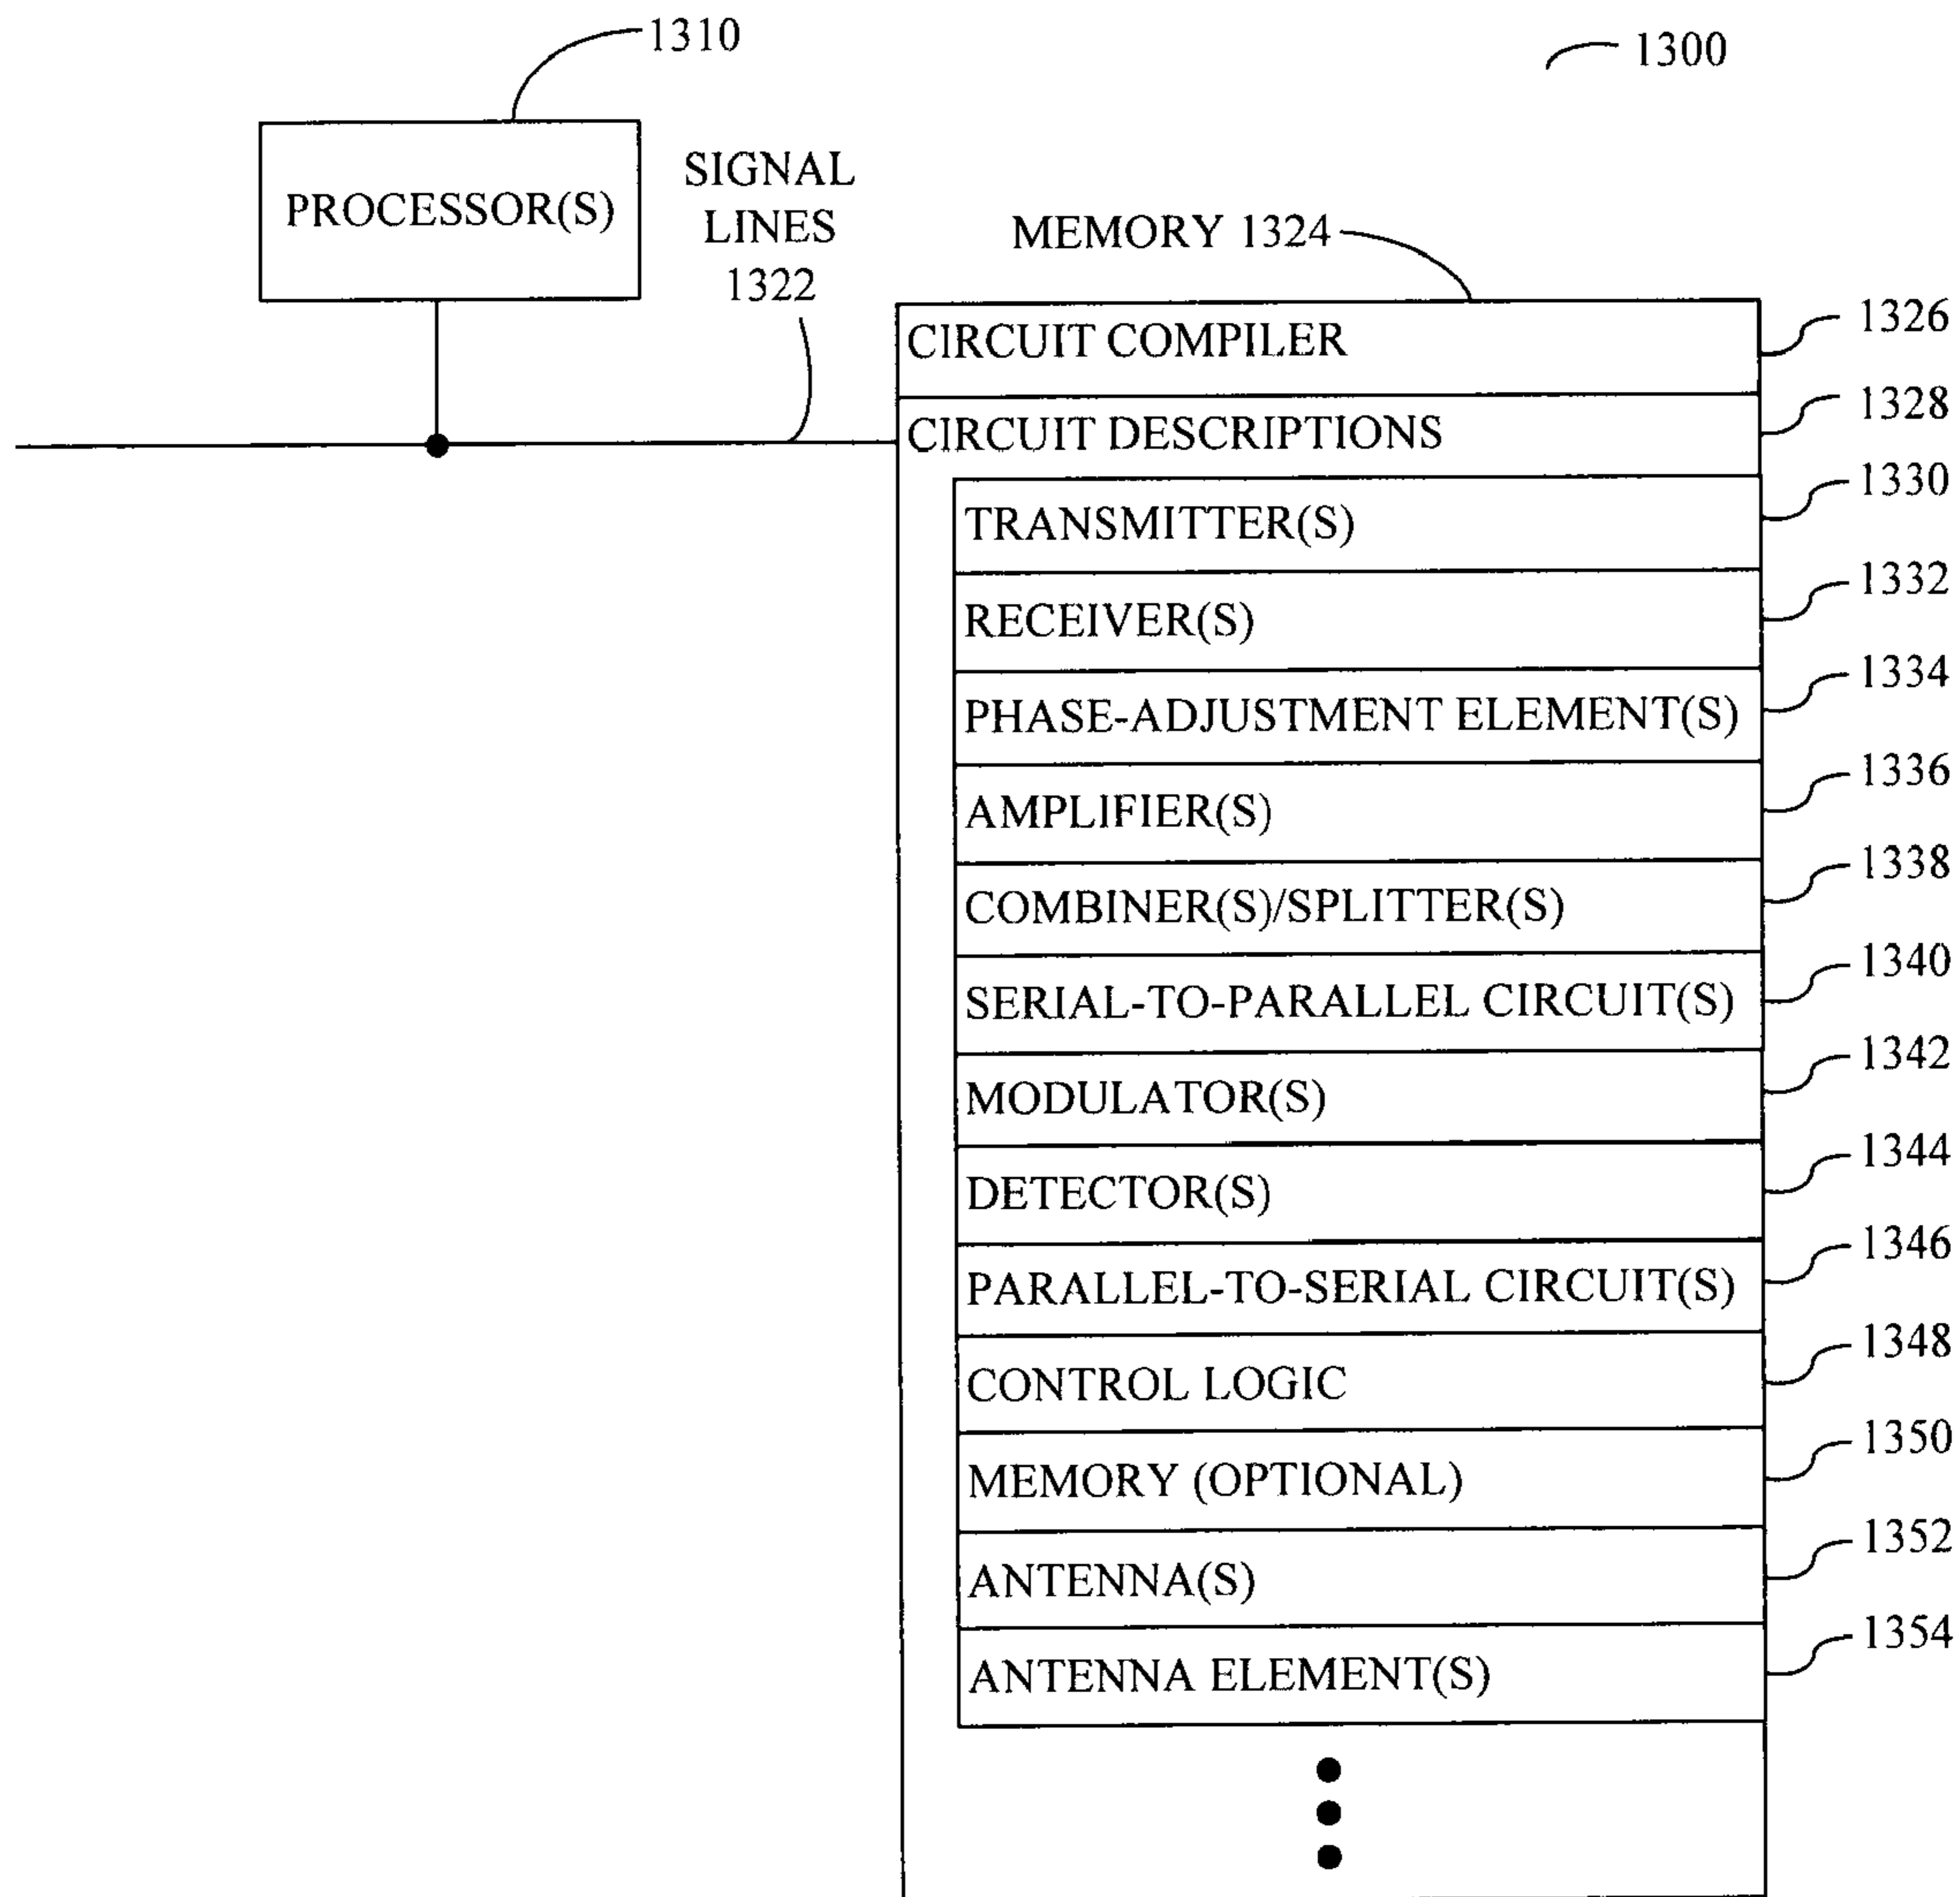 1310
1300
PROCESSOR(S)
SIGNAL
LINES
1322
MEMORY 1324
CIRCUIT COMPILER 1326
CIRCUIT DESCRIPTIONS 1328
TRANSMITTER(S) 1330
RECEIVER(S) 1332
PHASE-ADJUSTMENT ELEMENT(S) 1334
AMPLIFIER(S) 1336
COMBINER(S)/SPLITTER(S) 1338
SERIAL-TO-PARALLEL CIRCUIT(S) 1340
MODULATOR(S) 1342
DETECTOR(S) 1344
PARALLEL-TO-SERIAL CIRCUIT(S) 1346
CONTROL LOGIC 1348
MEMORY (OPTIONAL) 1350
ANTENNA(S) 1352
ANTENNA ELEMENT(S) 1354